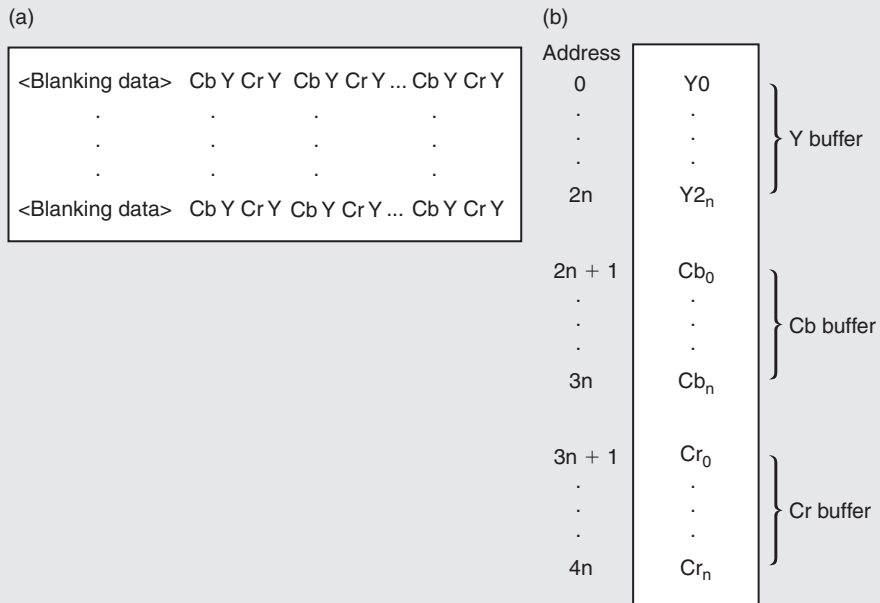 (a)
<Blanking data> Cb Y Cr Y Cb Y Cr Y ... Cb Y Cr Y
. . . .
. . . .
. . . .
<Blanking data> Cb Y Cr Y Cb Y Cr Y ... Cb Y Cr Y
(b)
Address
0 Y0
. .
. .
. .
2n Y2n
Y buffer
2n + 1 Cb0
. .
. .
. .
3n Cbn
Cb buffer
3n + 1 Cr0
. .
. .
. .
4n Crn
Cr buffer